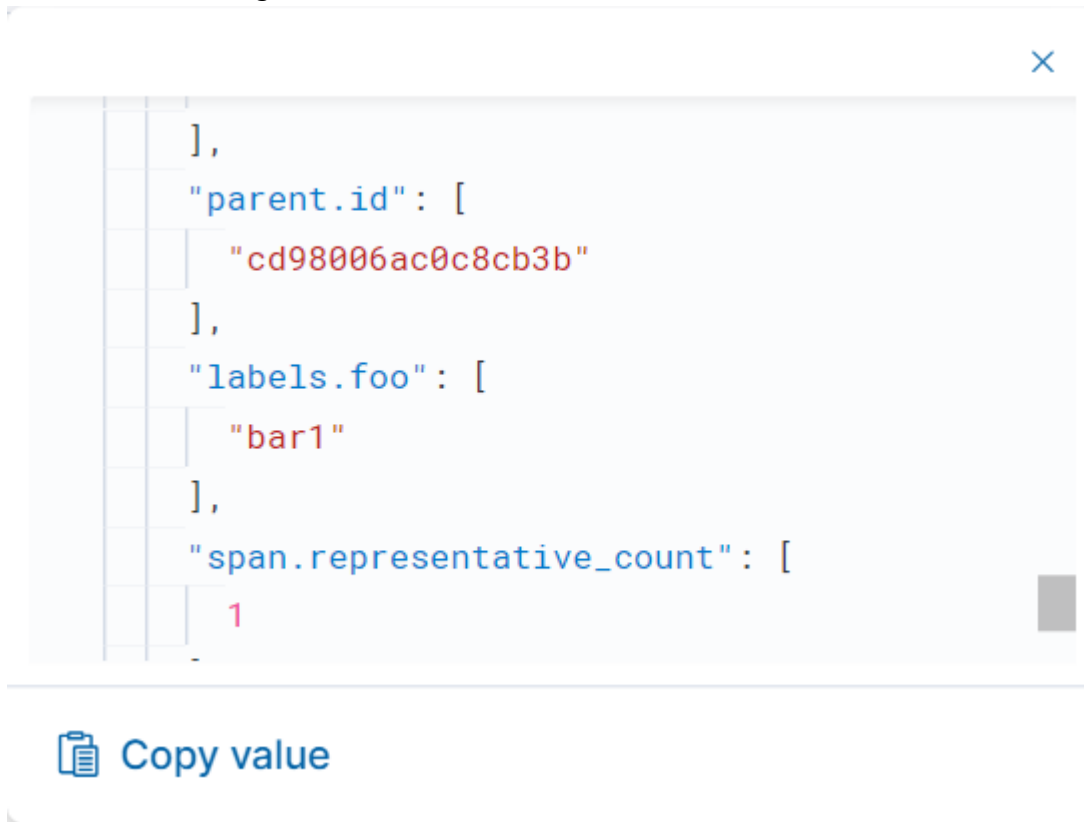 ],
"parent.id": [
"cd98006ac0c8cb3b"
],
"labels.foo": [
"bar1"
],
"span.representative_count": [
1
Copy value